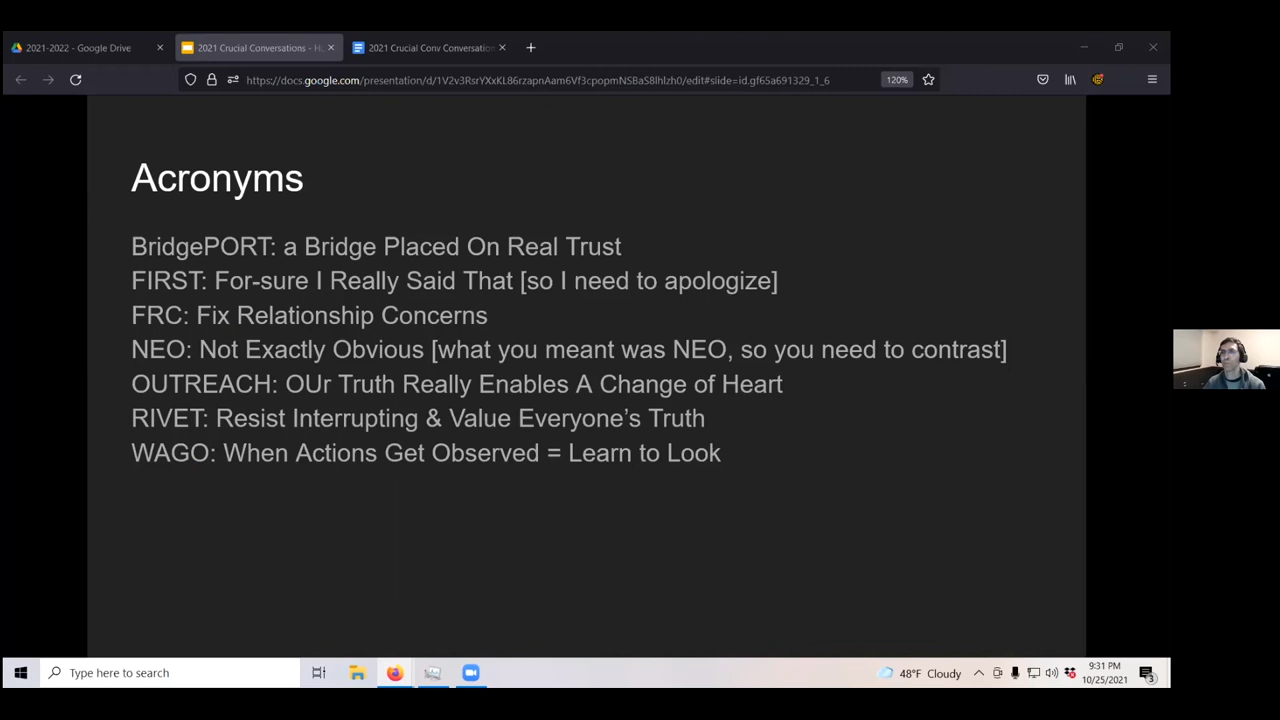 2021-2022 - Google Drive
2021 Crucial Conversations - H
2021 Crucial Conv Conversation
https://docs.google.com/presentation/d/1V2v3RsrYXxKL86rzapnAam6Vf3cpopmNSBaS8lhlzh0/edit#slide=id.gf65a691329_1_6
120%
Acronyms
BridgePORT: a Bridge Placed On Real Trust
FIRST: For-sure I Really Said That [so I need to apologize]
FRC: Fix Relationship Concerns
NEO: Not Exactly Obvious [what you meant was NEO, so you need to contrast]
OUTREACH: OUr Truth Really Enables A Change of Heart
RIVET: Resist Interrupting & Value Everyone’s Truth
WAGO: When Actions Get Observed = Learn to Look
Type here to search
48°F Cloudy
9:31 PM
10/25/2021
3